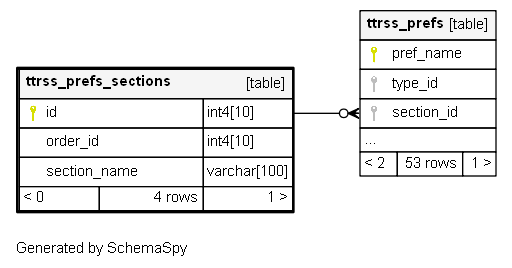 ttrss_prefs [table]
pref_name
type_id
section_id
...
< 2 53 rows 1 >
ttrss_prefs_sections [table]
id int4[10]
order_id int4[10]
section_name varchar[100]
< 0 4 rows 1 >
Generated by SchemaSpy